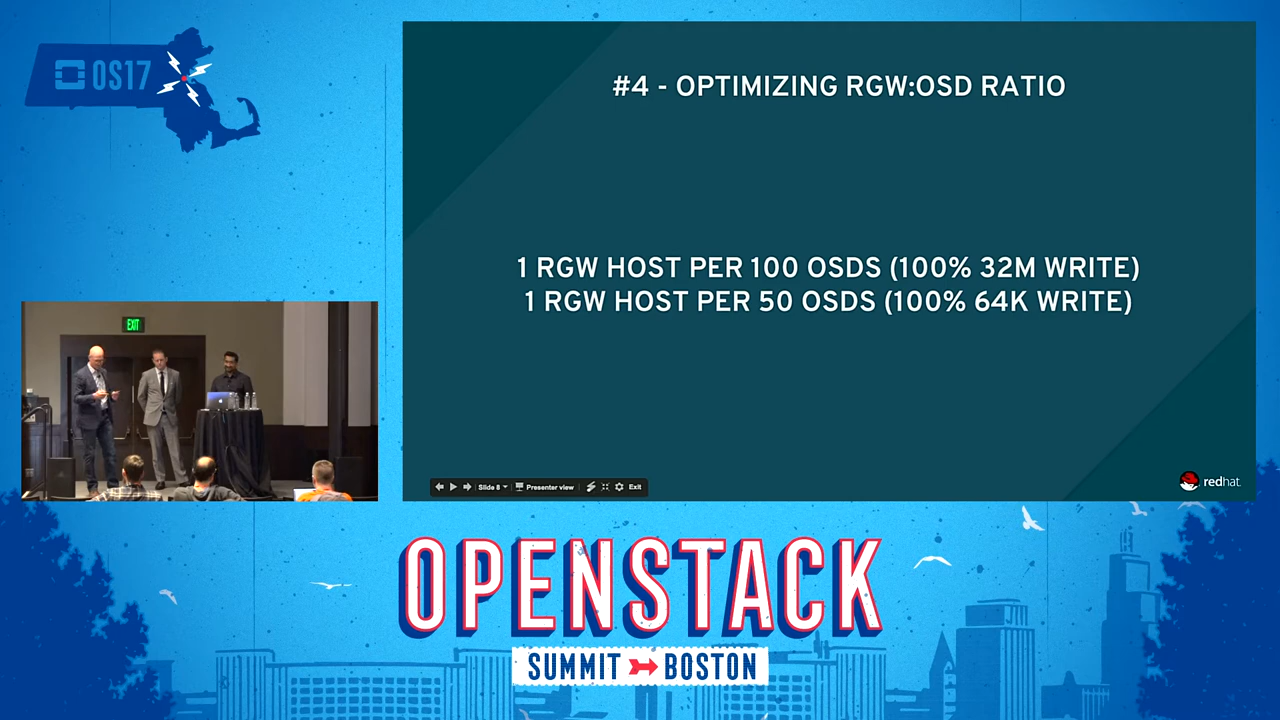 OS17
#4 - OPTIMIZING RGW:OSD RATIO
1 RGW HOST PER 100 OSDS (100% 32M WRITE)
1 RGW HOST PER 50 OSDS (100% 64K WRITE)
EXIT
Slide 8
Presenter view
Exit
redhat.
OPENSTACK
SUMMIT BOSTON